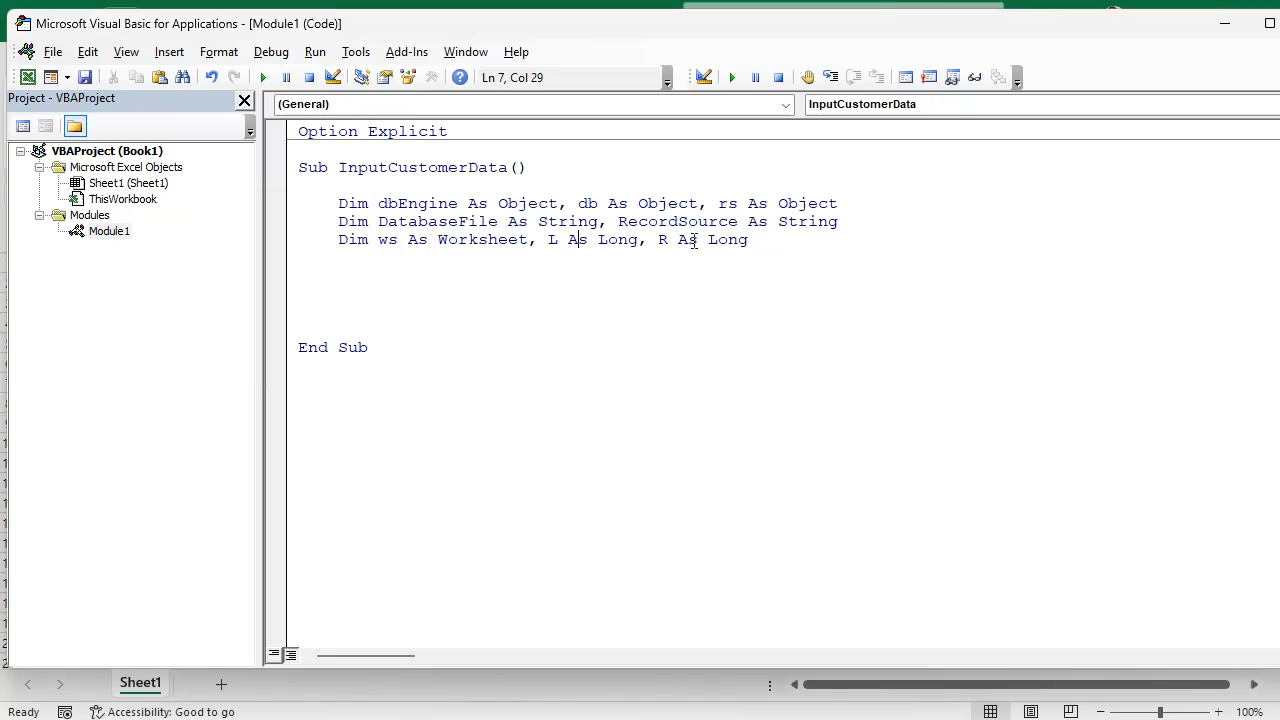 Microsoft Visual Basic for Applications - [Module1 (Code)]
File Edit View Insert Format Debug Run Tools Add-Ins Window Help
Ln 7, Col 29
Project - VBAProject
(General)
InputCustomerData
VBAProject (Book1)
Microsoft Excel Objects
Sheet1 (Sheet1)
ThisWorkbook
Modules
Module1
Option Explicit
Sub InputCustomerData()
Dim dbEngine As Object, db As Object, rs As Object
Dim DatabaseFile As String, RecordSource As String
Dim ws As Worksheet, L As Long, R As Long
End Sub
Sheet1
Ready
Accessibility: Good to go
100%